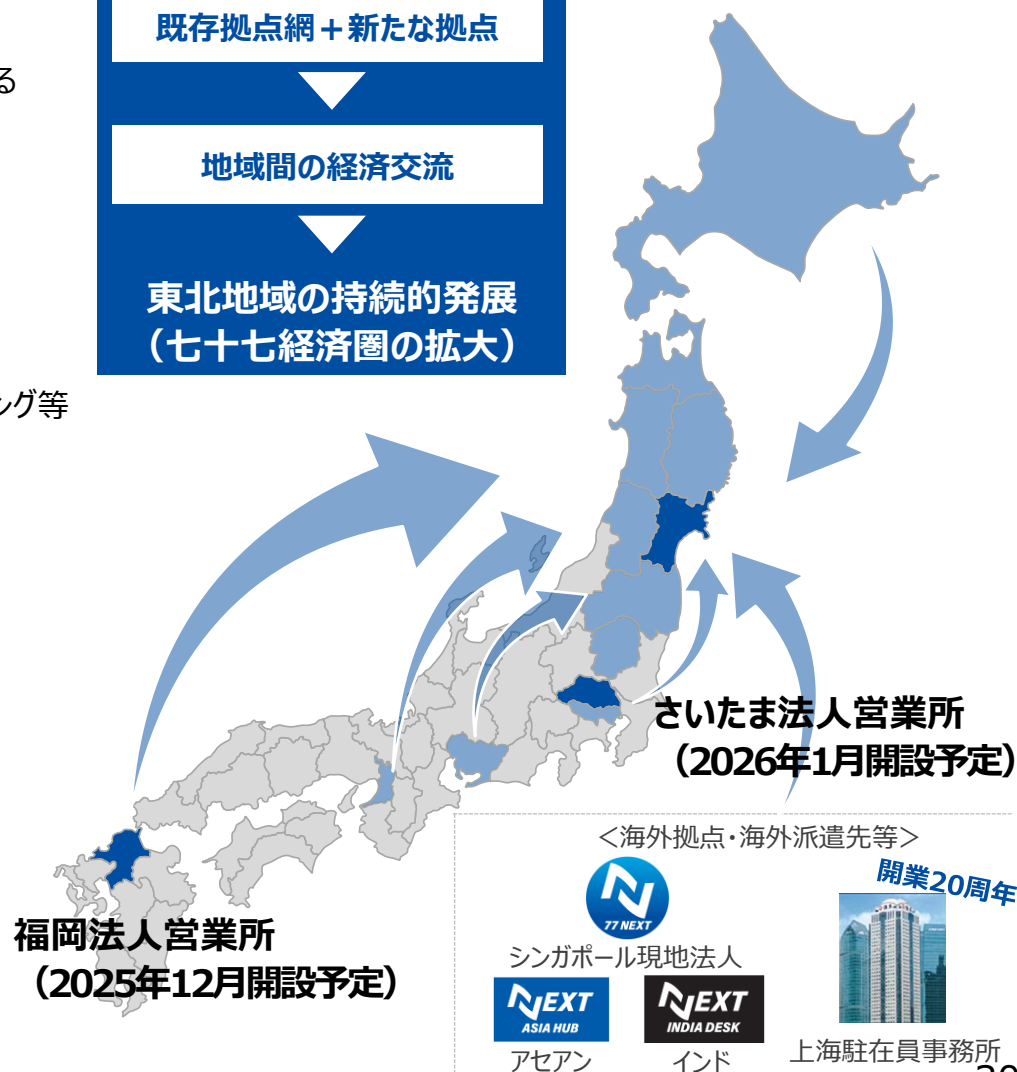 既存拠点網＋新たな拠点
る
地域間の経済交流
東北地域の持続的発展
（七十七経済圏の拡大）
ング等
さいたま法人営業所
（2026年1月開設予定）
福岡法人営業所
（2025年12月開設予定）
＜海外拠点・海外派遣先等＞
開業20周年
77 NEXT
シンガポール現地法人
NEXT
ASIA HUB
アセアン
NEXT
INDIA DESK
インド
上海駐在員事務所